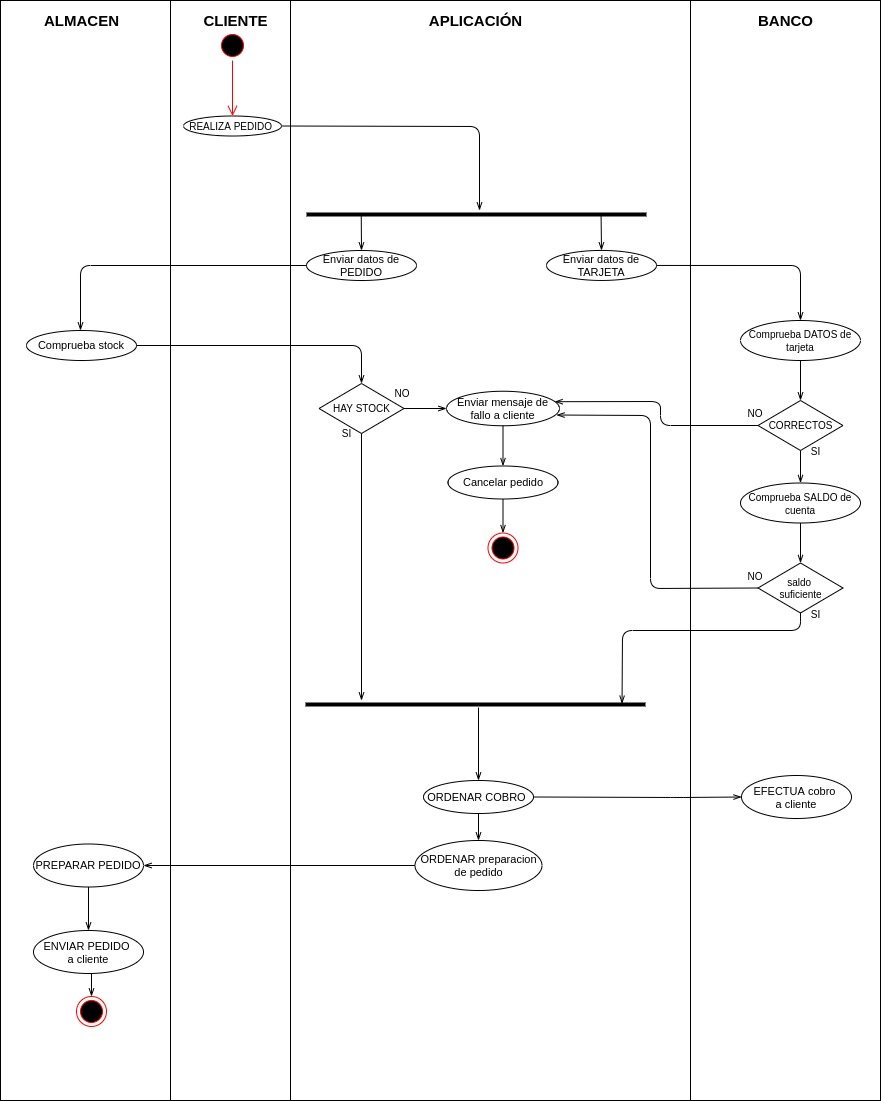 ALMACEN
CLIENTE
APLICACIÓN
BANCO
REALIZA PEDIDO
Enviar datos de
PEDIDO
Enviar datos de
TARJETA
Comprueba stock
Comprueba DATOS de
tarjeta
HAY STOCK
NO
SI
Enviar mensaje de
fallo a cliente
NO
CORRECTOS
SI
Cancelar pedido
Comprueba SALDO de
cuenta
NO
saldo
suficiente
SI
ORDENAR COBRO
EFECTUA cobro
a cliente
PREPARAR PEDIDO
ORDENAR preparacion
de pedido
ENVIAR PEDIDO
a cliente